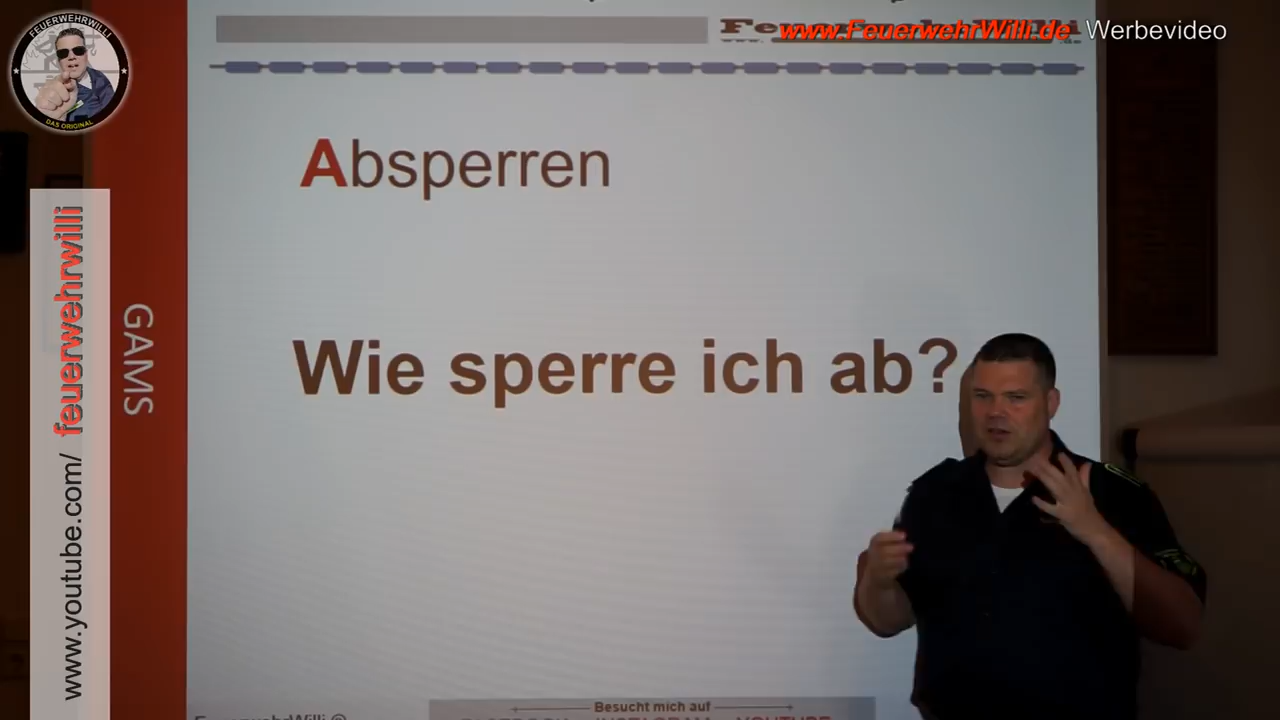 FEUERWEHRWILLI
DAS ORIGINAL
www.FeuerwehrWilli.de Werbevideo
Absperren
Wie sperre ich ab?
GAMS
www.youtube.com/ feuerwehrwilli
Besucht mich auf